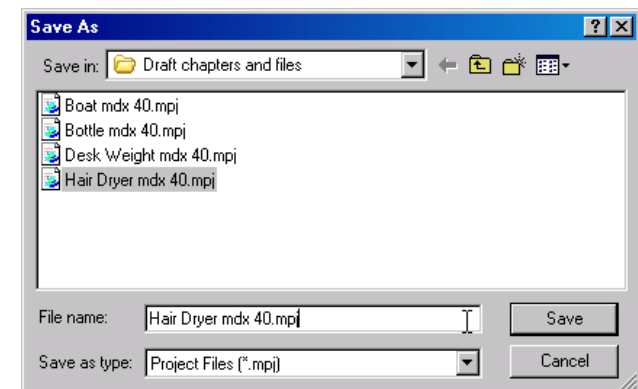 Save As
Save in: Draft chapters and files
Boat mdx 40.mpj
Bottle mdx 40.mpj
Desk Weight mdx 40.mpj
Hair Dryer mdx 40.mpj
File name: Hair Dryer mdx 40.mpj Save
Save as type: Project Files (*.mpj) Cancel